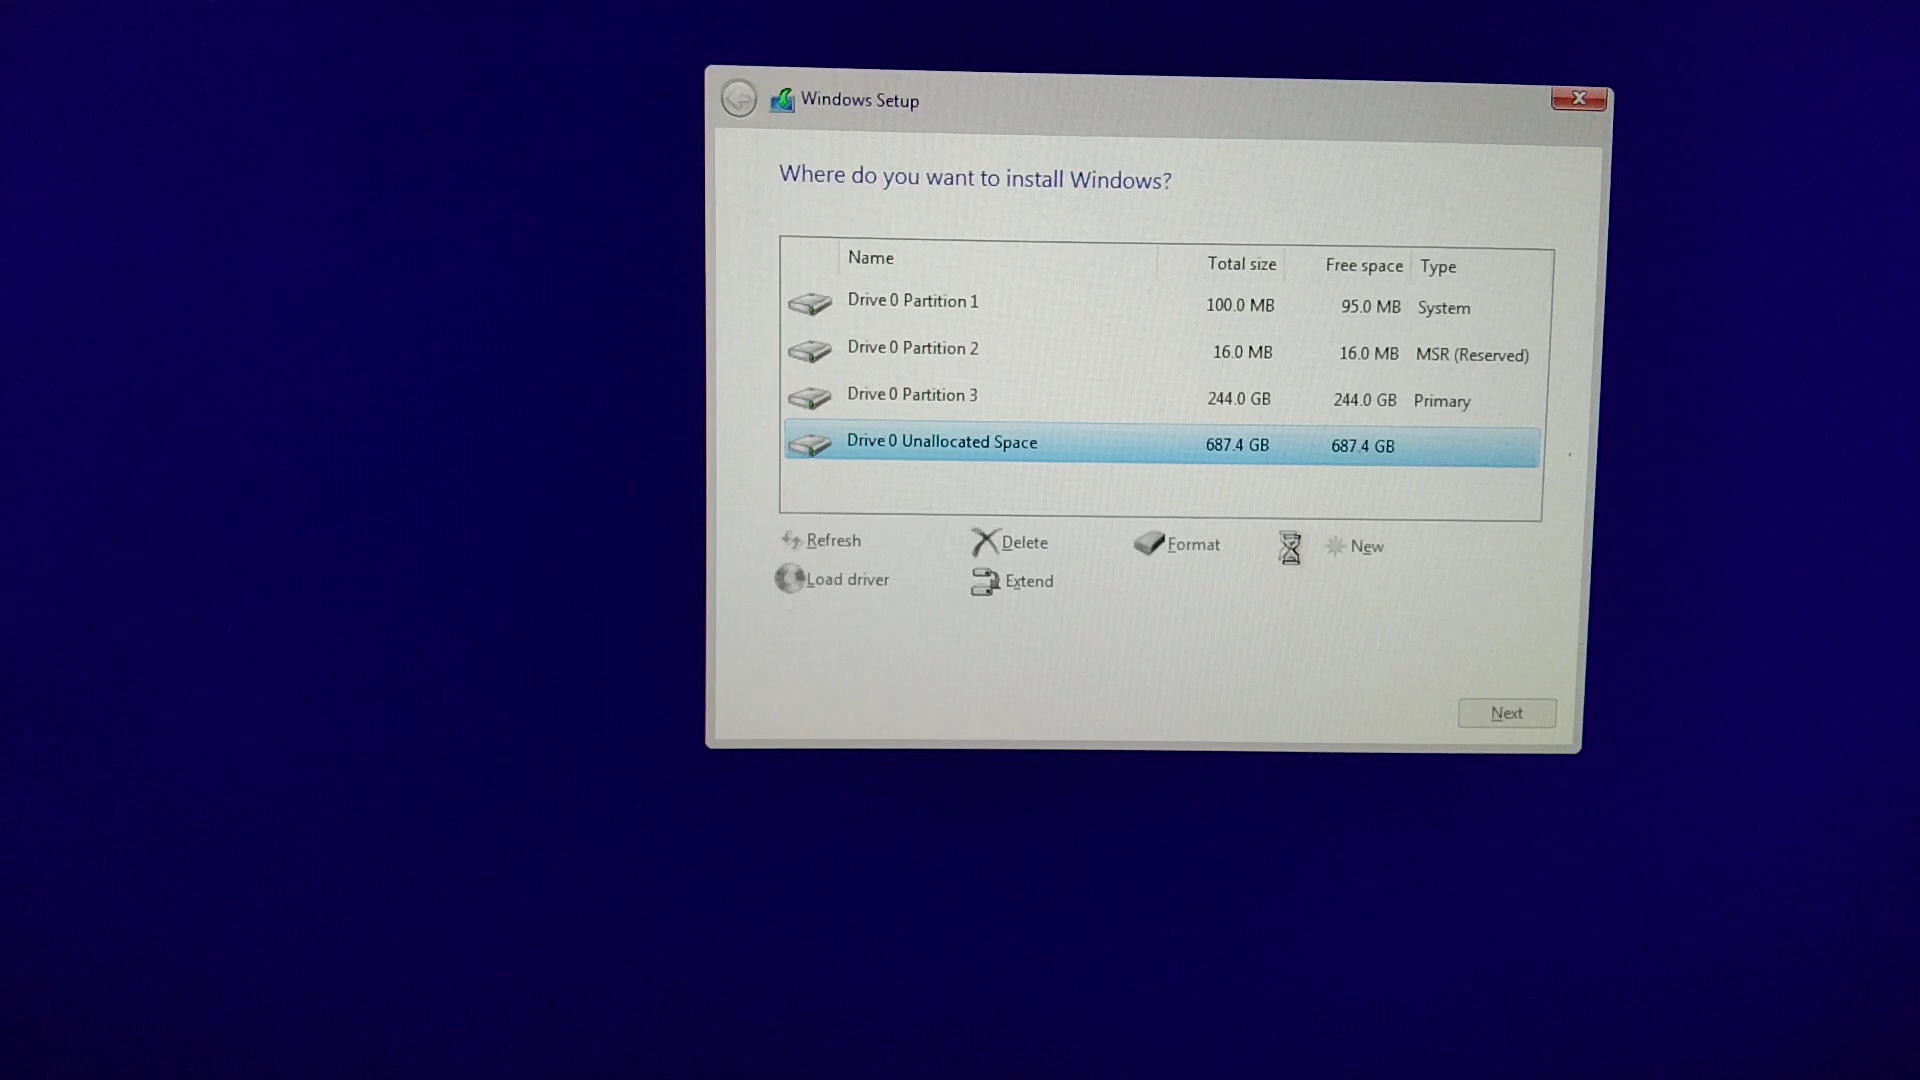 Windows Setup
Where do you want to install Windows?
Name Total size Free space Type
Drive 0 Partition 1 100.0 MB 95.0 MB System
Drive 0 Partition 2 16.0 MB 16.0 MB MSR (Reserved)
Drive 0 Partition 3 244.0 GB 244.0 GB Primary
Drive 0 Unallocated Space 687.4 GB 687.4 GB
Refresh Delete Format New
Load driver Extend
Next